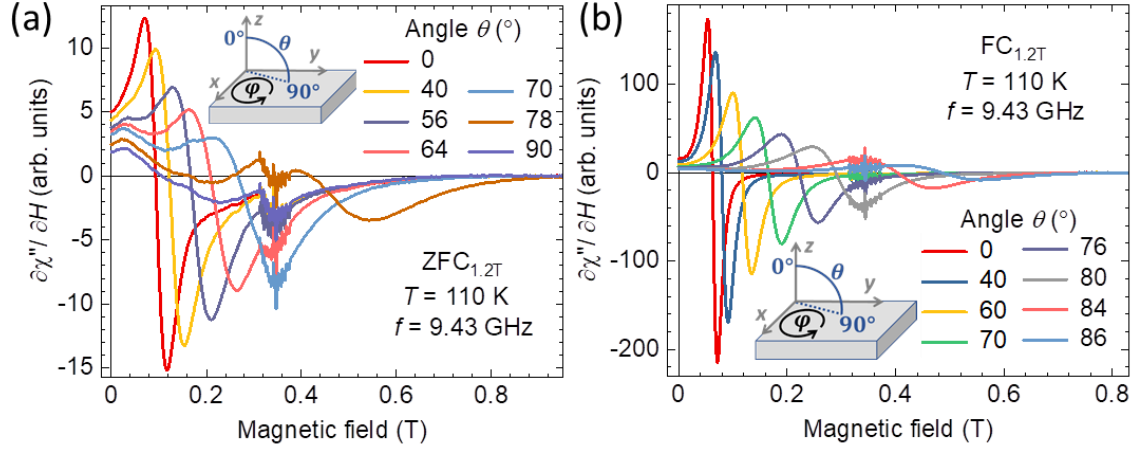 (a)
∂χ"/ ∂H (arb. units)
10
5
0
-5
-10
-15
0
0.2
0.4
0.6
0.8
Magnetic field (T)
z
0°
θ
y
x
φ
90°
Angle θ (°)
0
40
70
56
78
64
90
ZFC1.2T
T = 110 K
f = 9.43 GHz
(b)
∂χ"/ ∂H (arb. units)
100
0
-100
-200
0
0.2
0.4
0.6
0.8
Magnetic field (T)
FC1.2T
T = 110 K
f = 9.43 GHz
Angle θ (°)
0
76
40
80
60
84
70
86
z
0°
θ
y
x
φ
90°